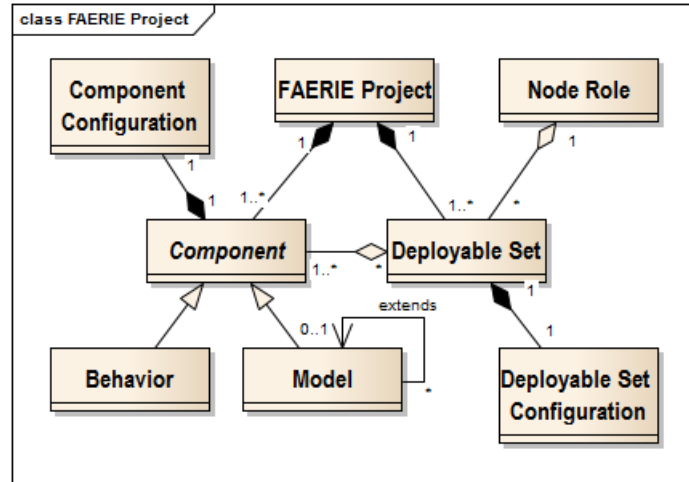 class FAERIE Project
Component
Configuration
FAERIE Project
Node Role
1
1
1
1
1
1..*
1..*
*
Component
1..*
*
Deployable Set
1
extends
0..1
*
1
Behavior
Model
Deployable Set
Configuration